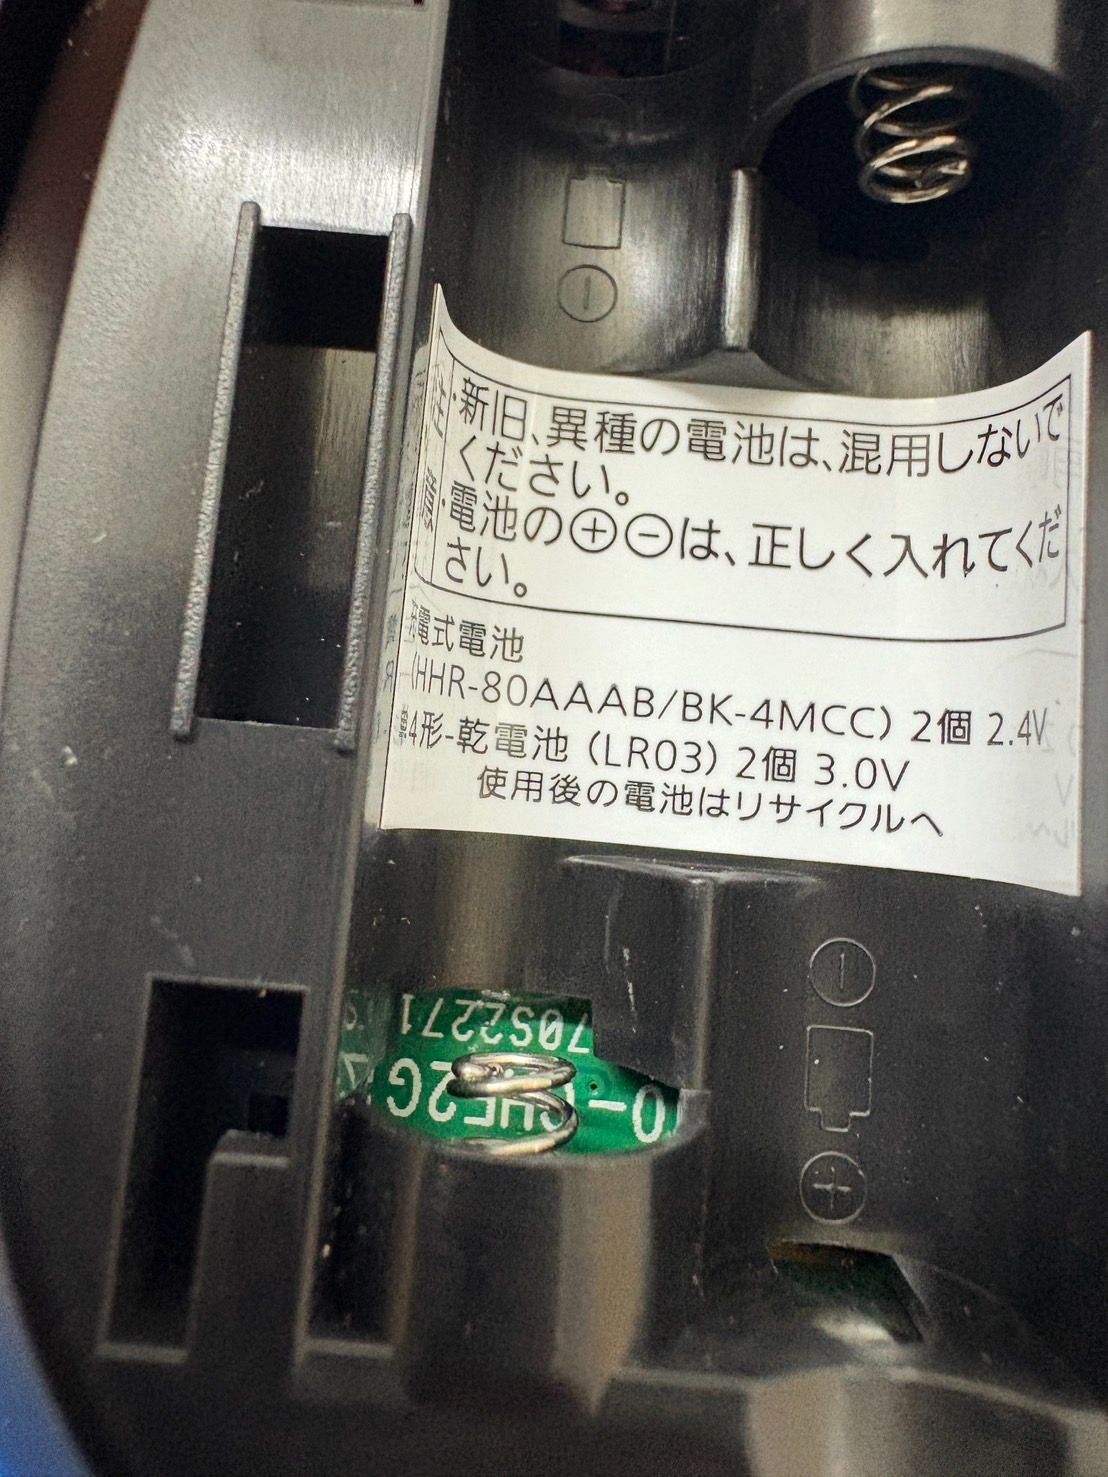 ・新旧、異種の電池は、混用しないで
ください。
・電池の⊕⊖は、正しく入れてくだ
さい。
充電式電池
(HHR-80AAAB/BK-4MCC) 2個 2.4V
単4形-乾電池 (LR03) 2個 3.0V
使用後の電池はリサイクルへ
⊖
⊕
70S2271